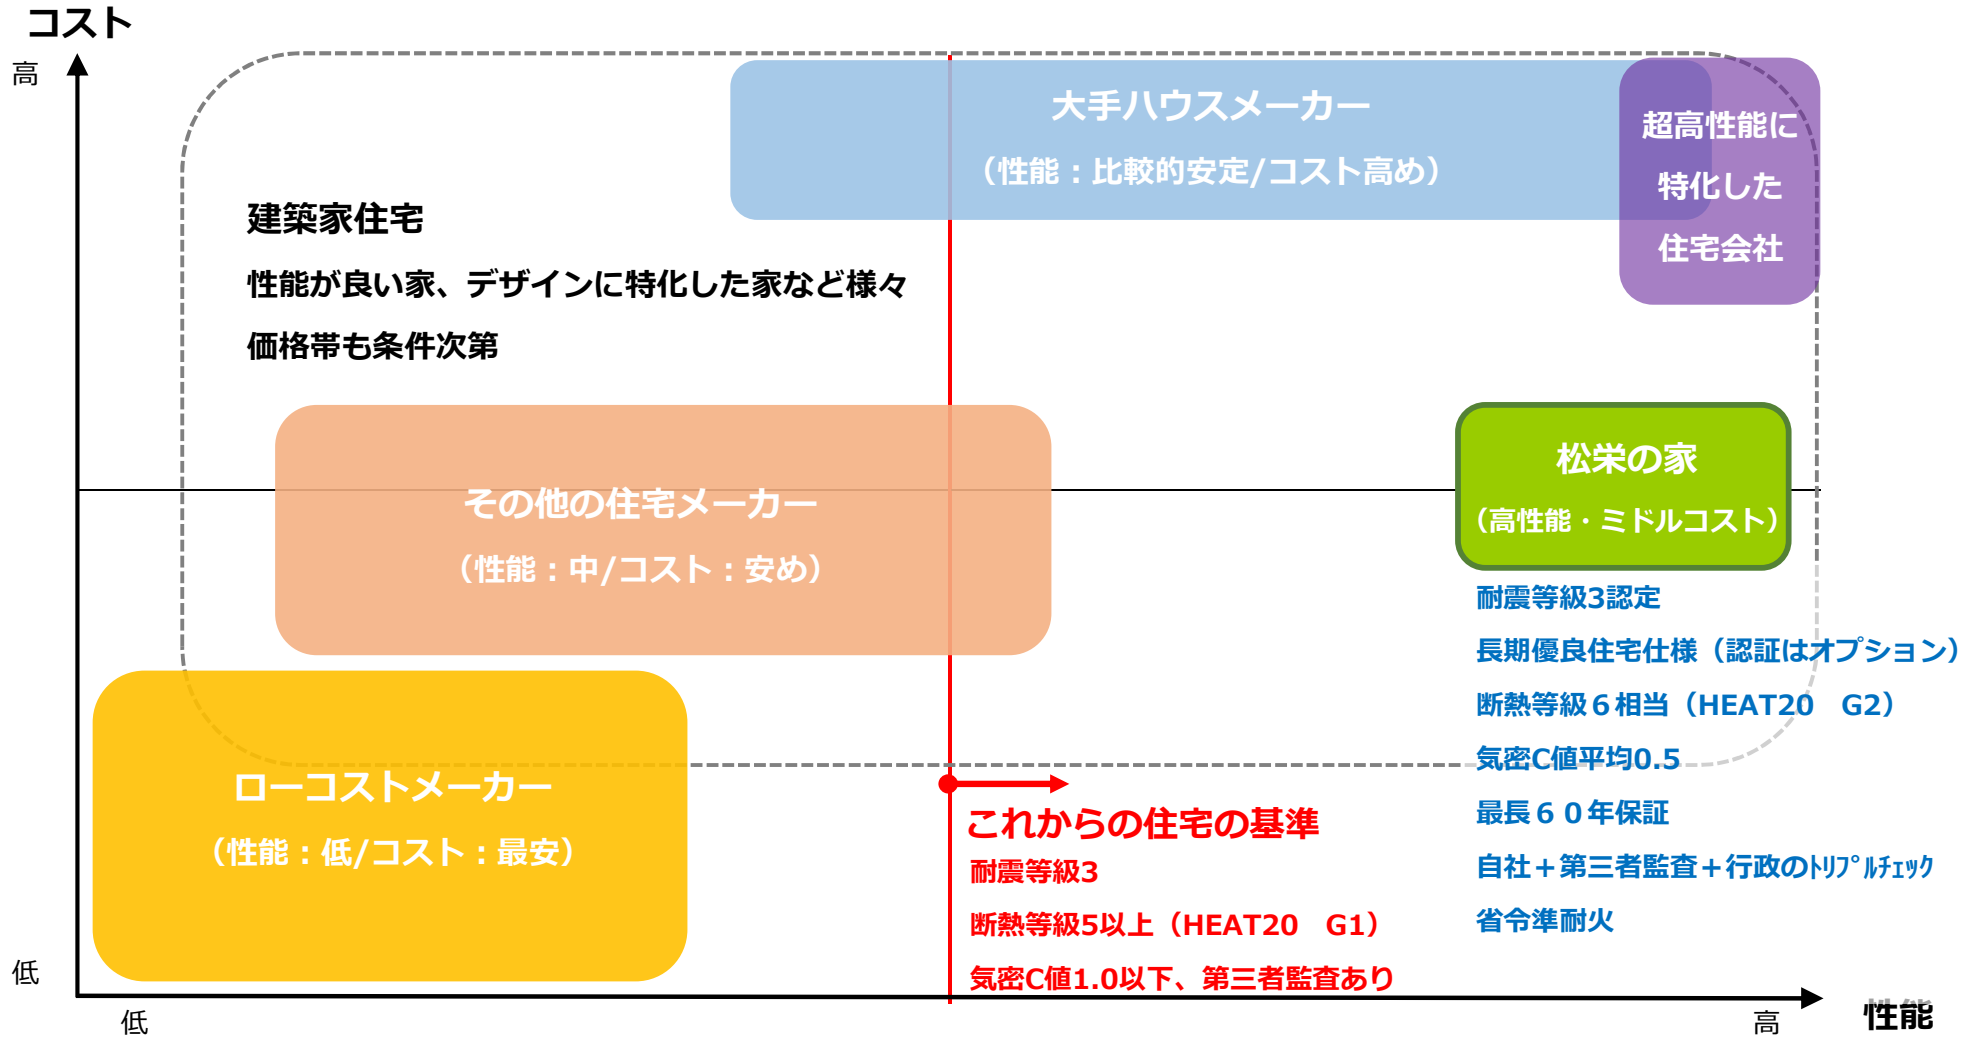 コスト
高
大手ハウスメーカー
（性能：比較的安定/コスト高め）
超高性能に
特化した
住宅会社
建築家住宅
性能が良い家、デザインに特化した家など様々
価格帯も条件次第
その他の住宅メーカー
（性能：中/コスト：安め）
松栄の家
（高性能・ミドルコスト）
耐震等級3認定
長期優良住宅仕様（認証はオプション）
断熱等級６相当（HEAT20　G2）
気密C値平均0.5
最長６０年保証
自社＋第三者監査＋行政のﾄﾘﾌﾟﾙﾁｪｯｸ
省令準耐火
ローコストメーカー
（性能：低/コスト：最安）
これからの住宅の基準
耐震等級3
断熱等級5以上（HEAT20　G1）
気密C値1.0以下、第三者監査あり
低
低
高
性能